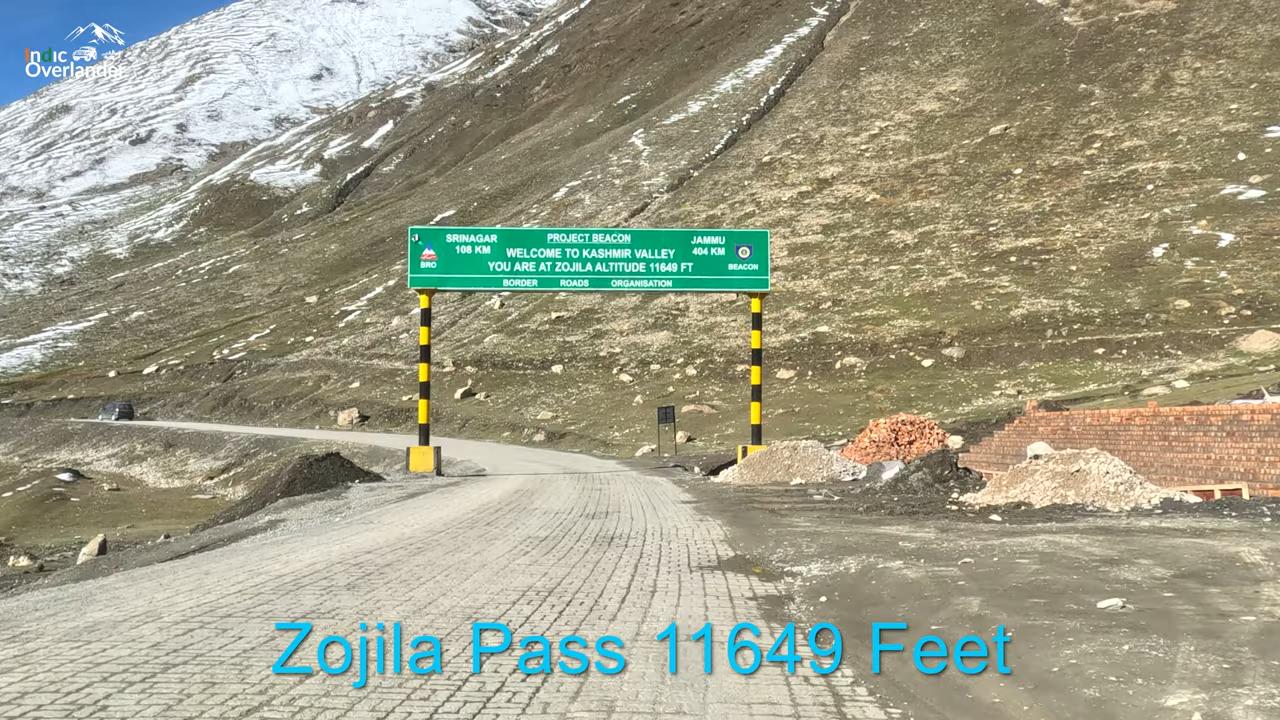 Indic
Overlander
SRINAGAR
108 KM
PROJECT BEACON
JAMMU
404 KM
WELCOME TO KASHMIR VALLEY
YOU ARE AT ZOJILA ALTITUDE 11649 FT
BRO
BEACON
BORDER ROADS ORGANISATION
Zojila Pass 11649 Feet